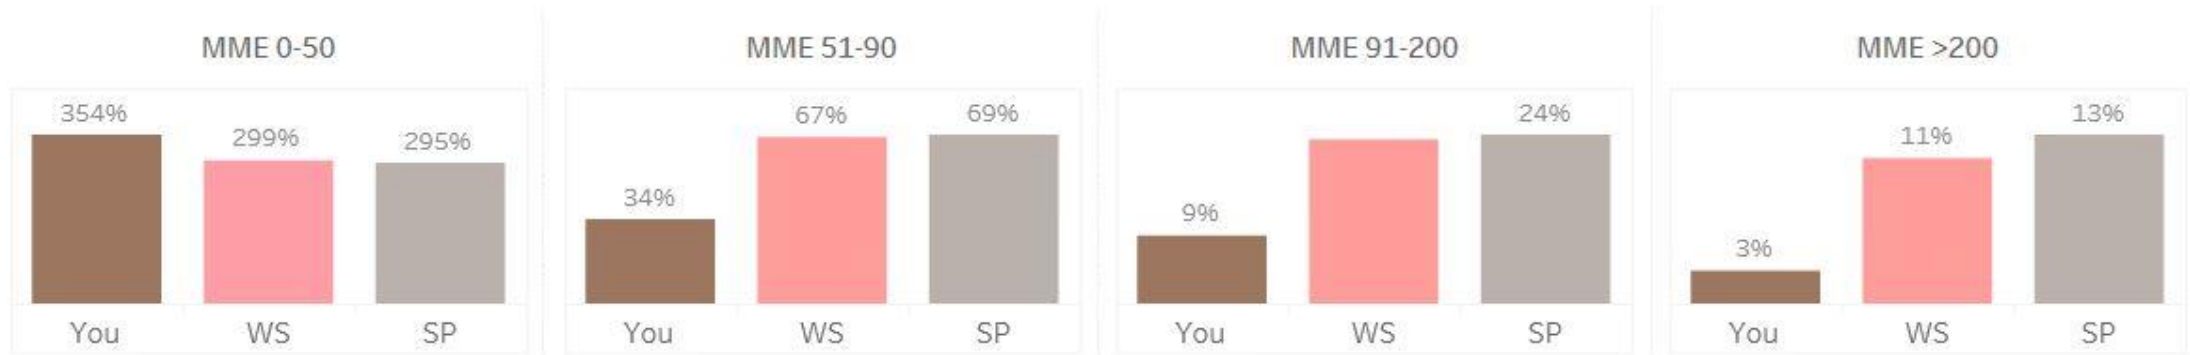 MME 0-50
354%
299%
295%
You WS SP
MME 51-90
34%
67%
69%
You WS SP
MME 91-200
9%
24%
You WS SP
MME >200
3%
11%
13%
You WS SP